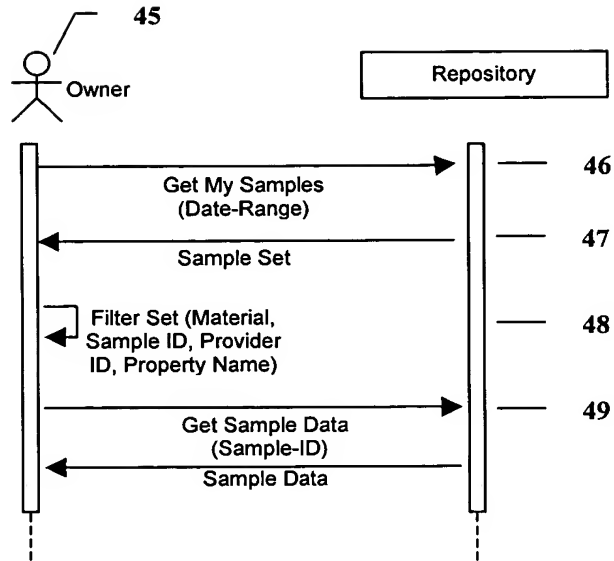 45
Owner
Repository
Get My Samples
(Date-Range)
46
Sample Set
47
Filter Set (Material,
Sample ID, Provider
ID, Property Name)
48
Get Sample Data
(Sample-ID)
49
Sample Data